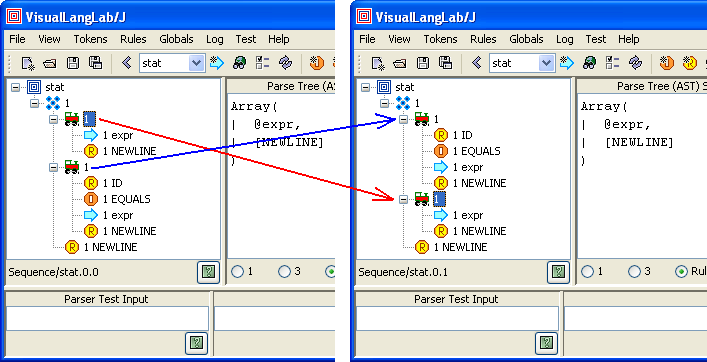 VisualLangLab/J
File View Tokens Rules Globals Log Test Help
stat
stat
1
1
1 expr
1 NEWLINE
1
1 ID
1 EQUALS
1 expr
1 NEWLINE
1 NEWLINE
Sequence/stat.0.0
Parse Tree (AS
Array(
| @expr,
[NEWLINE]
)
1 3
Parser Test Input
VisualLangLab/J
File View Tokens Rules Globals Log Test Help
stat
stat
1
1
1 ID
1 EQUALS
1 expr
1 NEWLINE
1
1 expr
1 NEWLINE
1 NEWLINE
Sequence/stat.0.1
Parse Tree (AST) S
Array(
| @expr,
| [NEWLINE]
)
1 3 Rul
Parser Test Input